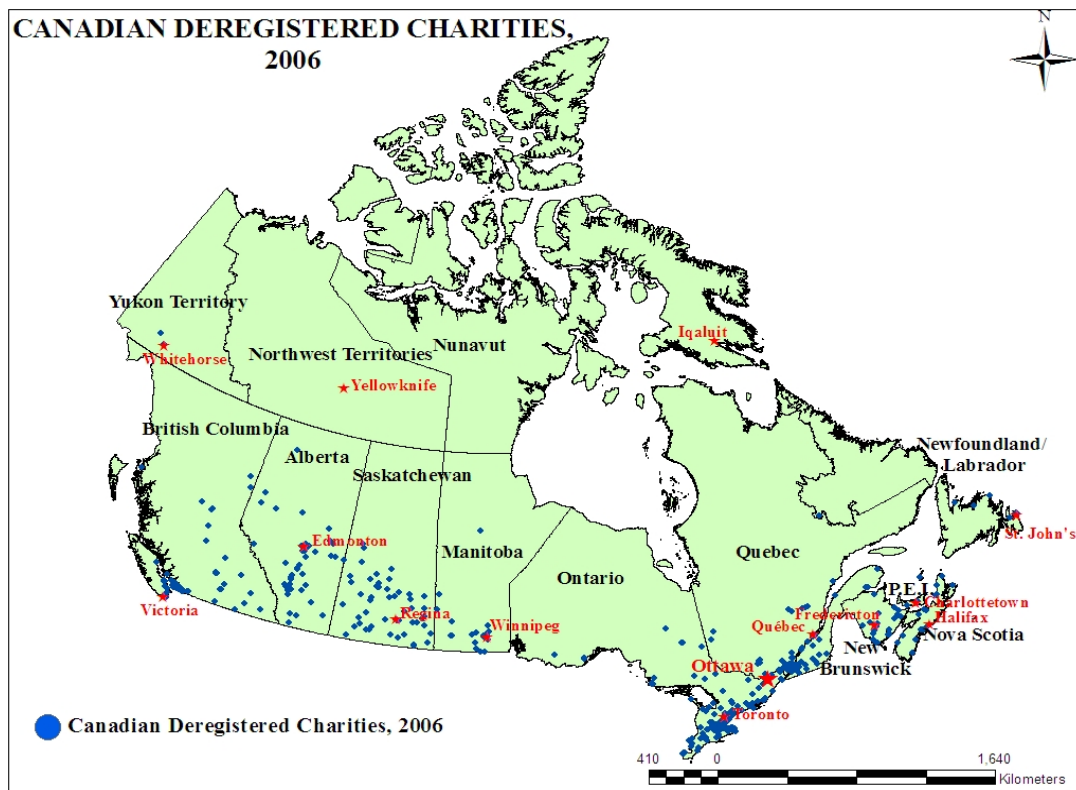 CANADIAN DEREGISTERED CHARITIES,
2006
N
Yukon Territory
Whitehorse
Northwest Territories
Nunavut
Iqaluit
Yellowknife
British Columbia
Alberta
Saskatchewan
Newfoundland/
Labrador
Edmonton
Manitoba
Quebec
St. John's
Ontario
Victoria
Regina
Winnipeg
P.E.I.
Charlottetown
Fredericton
Halifax
Québec
Nova Scotia
New
Brunswick
Ottawa
Toronto
Canadian Deregistered Charities, 2006
410 0 1,640
Kilometers